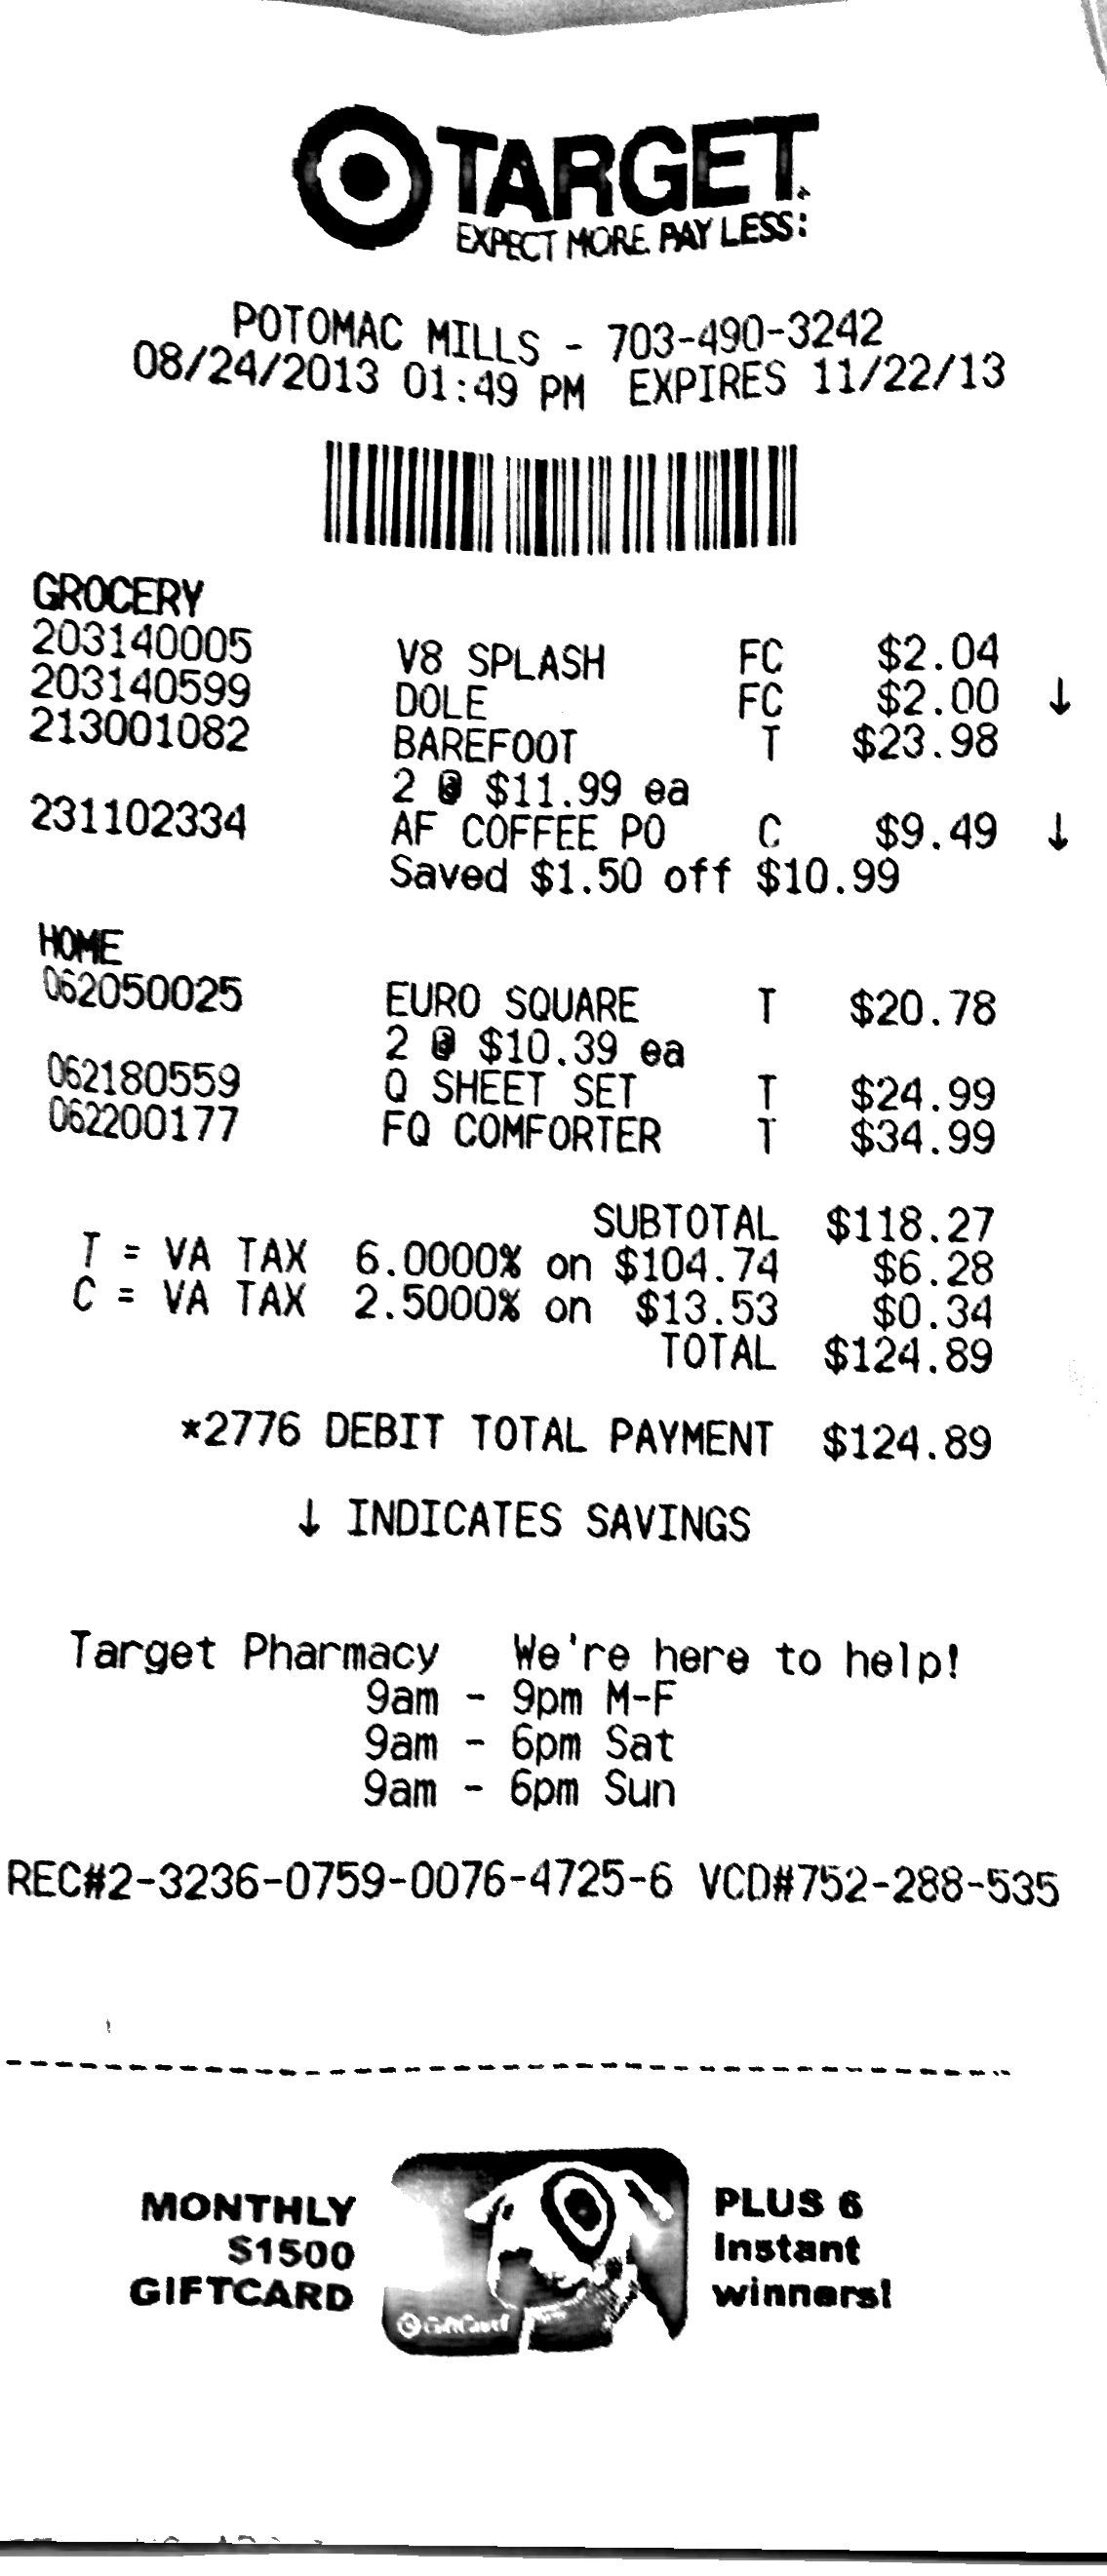 TARGET
EXPECT MORE. PAY LESS.
POTOMAC MILLS - 703-490-3242
08/24/2013 01:49 PM EXPIRES 11/22/13
GROCERY
203140005 V8 SPLASH FC $2.04
203140599 DOLE FC $2.00 ↓
213001082 BAREFOOT T $23.98
2 @ $11.99 ea
231102334 AF COFFEE PO C $9.49 ↓
Saved $1.50 off $10.99
HOME
062050025 EURO SQUARE T $20.78
2 @ $10.39 ea
062180559 Q SHEET SET T $24.99
062200177 FQ COMFORTER T $34.99
SUBTOTAL $118.27
T = VA TAX 6.0000% on $104.74 $6.28
C = VA TAX 2.5000% on $13.53 $0.34
TOTAL $124.89
*2776 DEBIT TOTAL PAYMENT $124.89
↓ INDICATES SAVINGS
Target Pharmacy We're here to help!
9am - 9pm M-F
9am - 6pm Sat
9am - 6pm Sun
REC#2-3236-0759-0076-4725-6 VCD#752-288-535
MONTHLY
$1500
GIFTCARD
GiftCard
PLUS 6
Instant
winners!